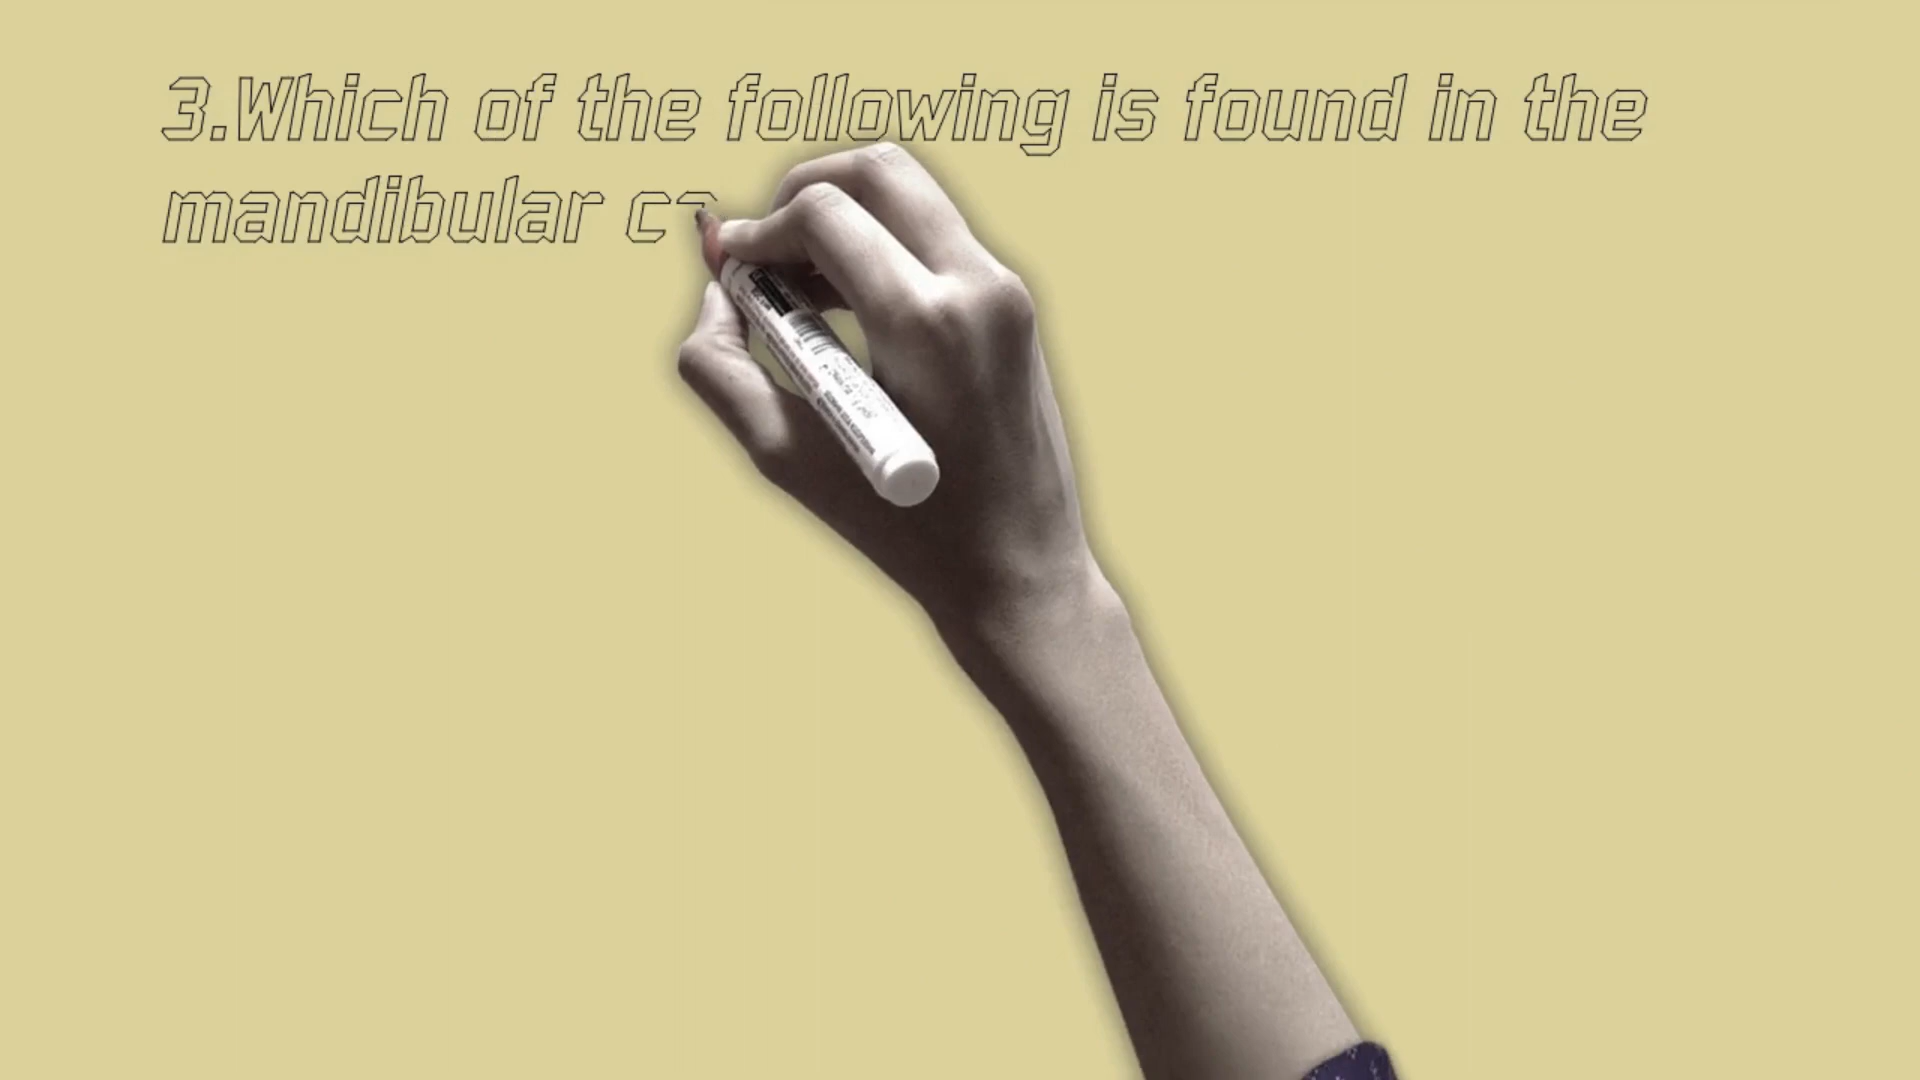 3.Which of the following is found in the
mandibular